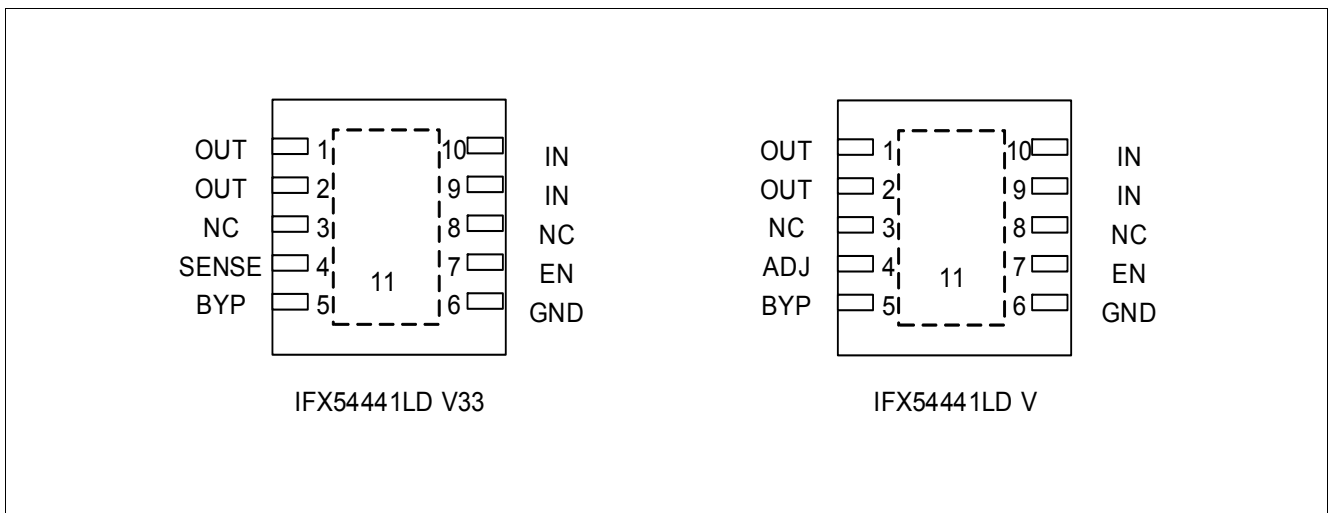 OUT 1 10 IN
OUT 2 9 IN
NC 3 8 NC
SENSE 4 7 EN
11
BYP 5 6 GND
IFX54441LD V33
OUT 1 10 IN
OUT 2 9 IN
NC 3 8 NC
ADJ 4 7 EN
11
BYP 5 6 GND
IFX54441LD V